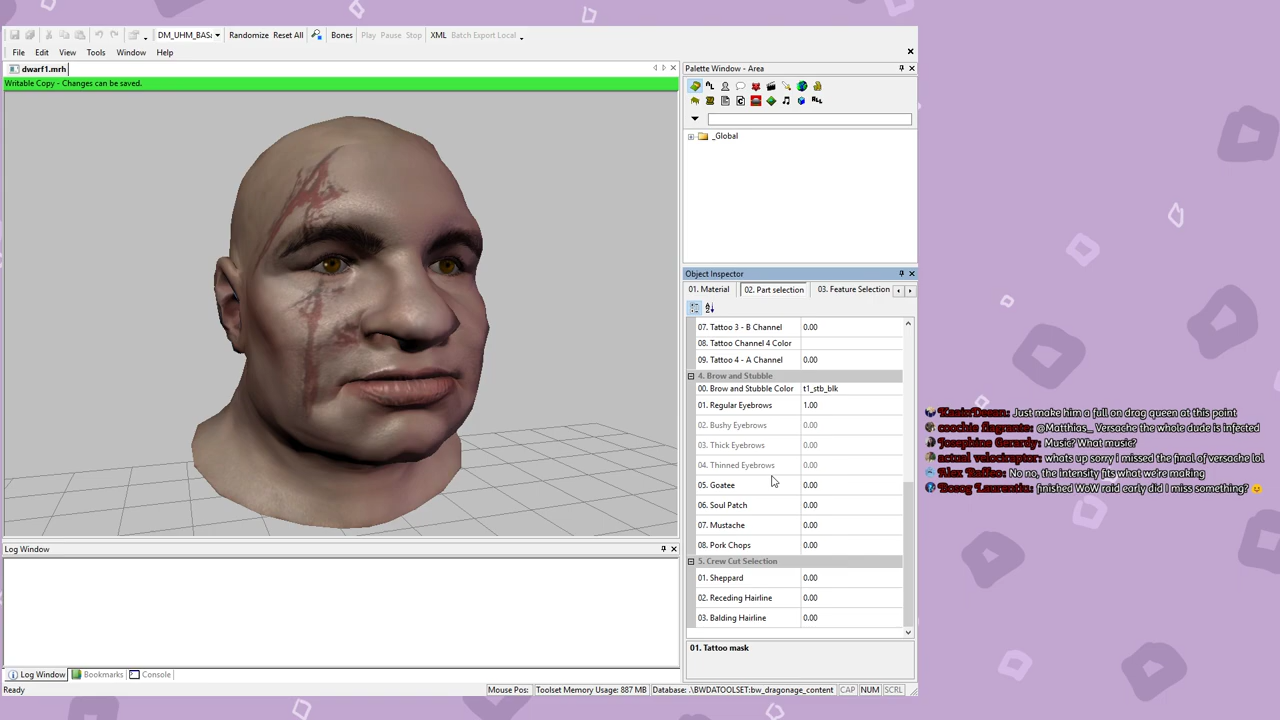 DM_UHM_BASI
Randomize
Reset All
Bones
Play
Pause
Stop
XML
Batch Export Local
File
Edit
View
Tools
Window
Help
dwarf1.mrh
Writable Copy - Changes can be saved.
Palette Window - Area
_Global
Object Inspector
01. Material
02. Part selection
03. Feature Selection
07. Tattoo 3 - B Channel 0.00
08. Tattoo Channel 4 Color
09. Tattoo 4 - A Channel 0.00
4. Brow and Stubble
00. Brow and Stubble Color t1_stb_blk
01. Regular Eyebrows 1.00
02. Bushy Eyebrows 0.00
03. Thick Eyebrows 0.00
04. Thinned Eyebrows 0.00
05. Goatee 0.00
06. Soul Patch 0.00
07. Mustache 0.00
08. Pork Chops 0.00
5. Crew Cut Selection
01. Sheppard 0.00
02. Receding Hairline 0.00
03. Balding Hairline 0.00
01. Tattoo mask
Log Window
Log Window
Bookmarks
Console
Ready
Mouse Pos:
Toolset Memory Usage: 887 MB
Database: .\BWDATOOLSET:bw_dragonage_content
CAP
NUM
SCRL
Just make him a full on drag queen at this point
@Matthias_ Versache the whole dude is infected
Music? What music?
actual velociraptor: whats up sorry i missed the final of versache lol
No no, the intensity fits what we're making
finished WoW raid early did I miss something?